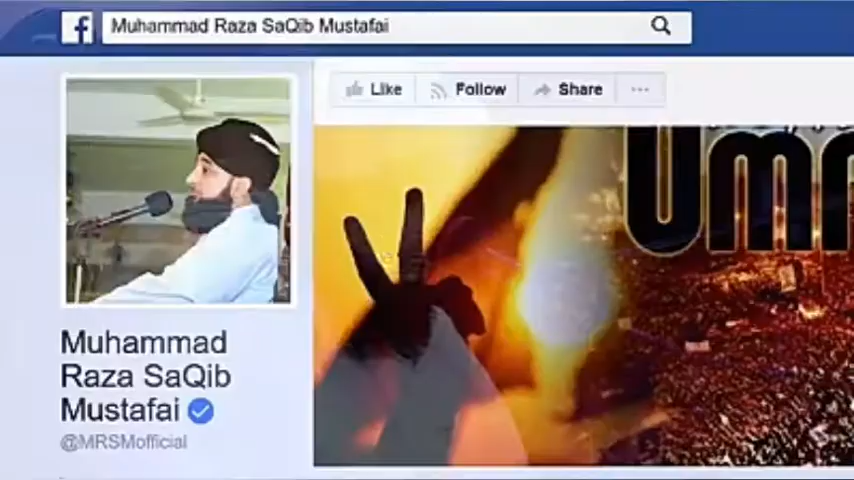 f
Muhammad Raza SaQib Mustafai
Like
Follow
Share
Muhammad
Raza SaQib
Mustafai
@MRSMofficial